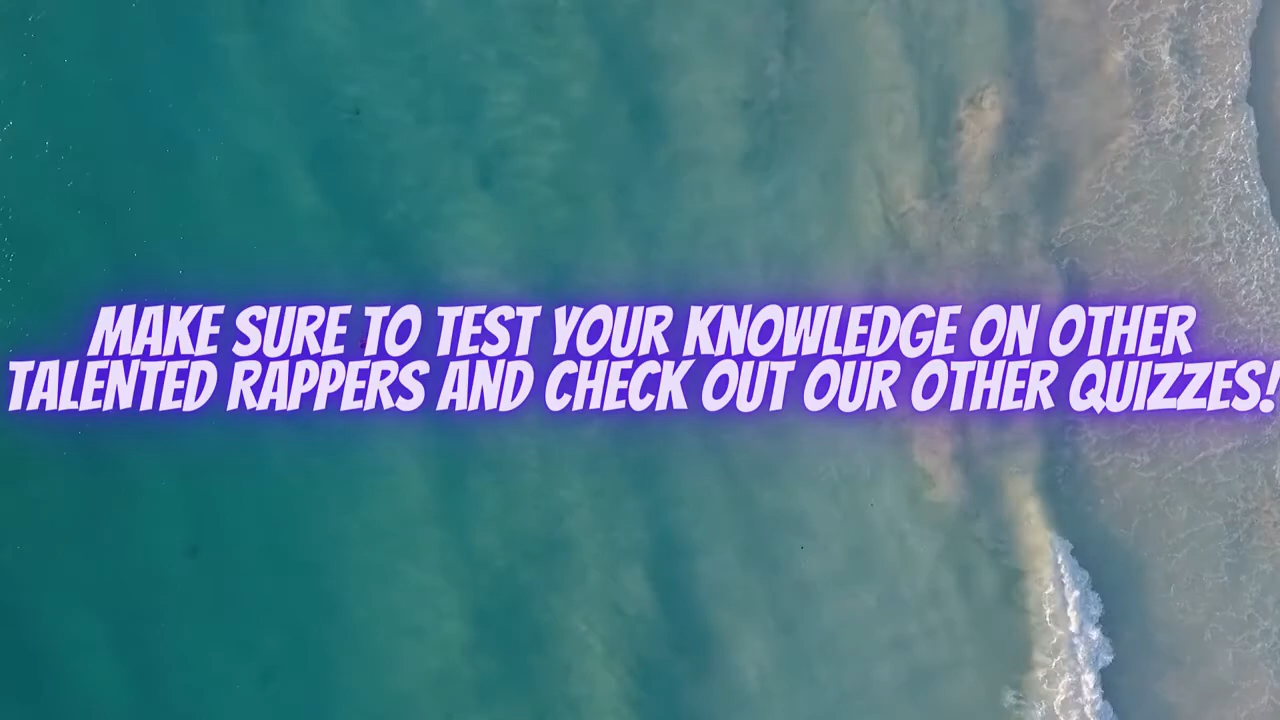 MAKE SURE TO TEST YOUR KNOWLEDGE ON OTHER
TALENTED RAPPERS AND CHECK OUT OUR OTHER QUIZZES!